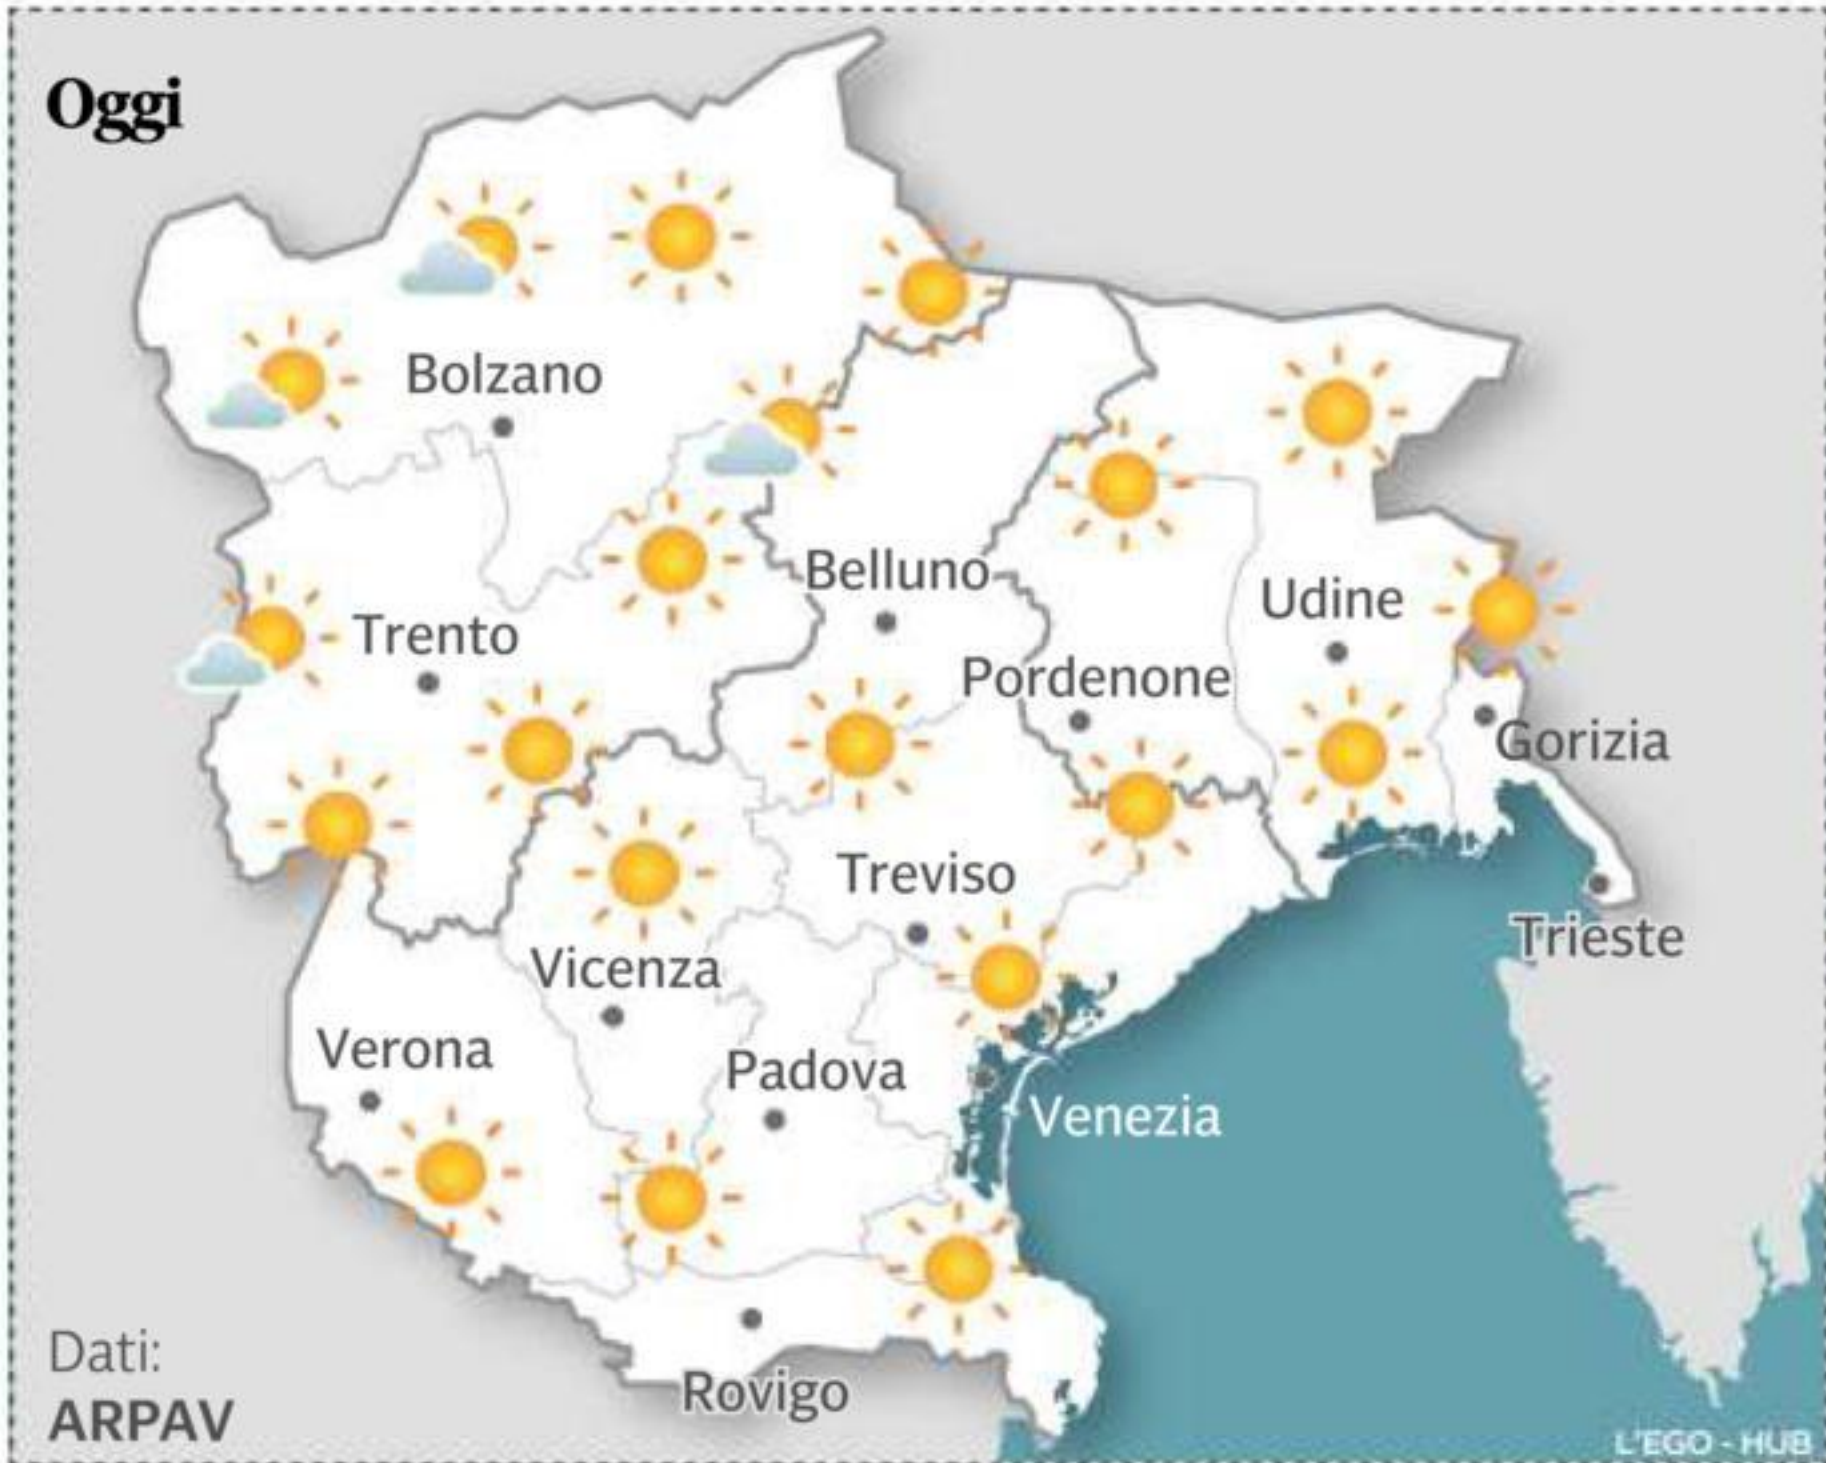 Oggi
Bolzano
Belluno
Udine
Trento
Pordenone
Gorizia
Treviso
Trieste
Vicenza
Verona
Padova
Venezia
Dati:
ARPAV
Rovigo
L'EGO - HUB